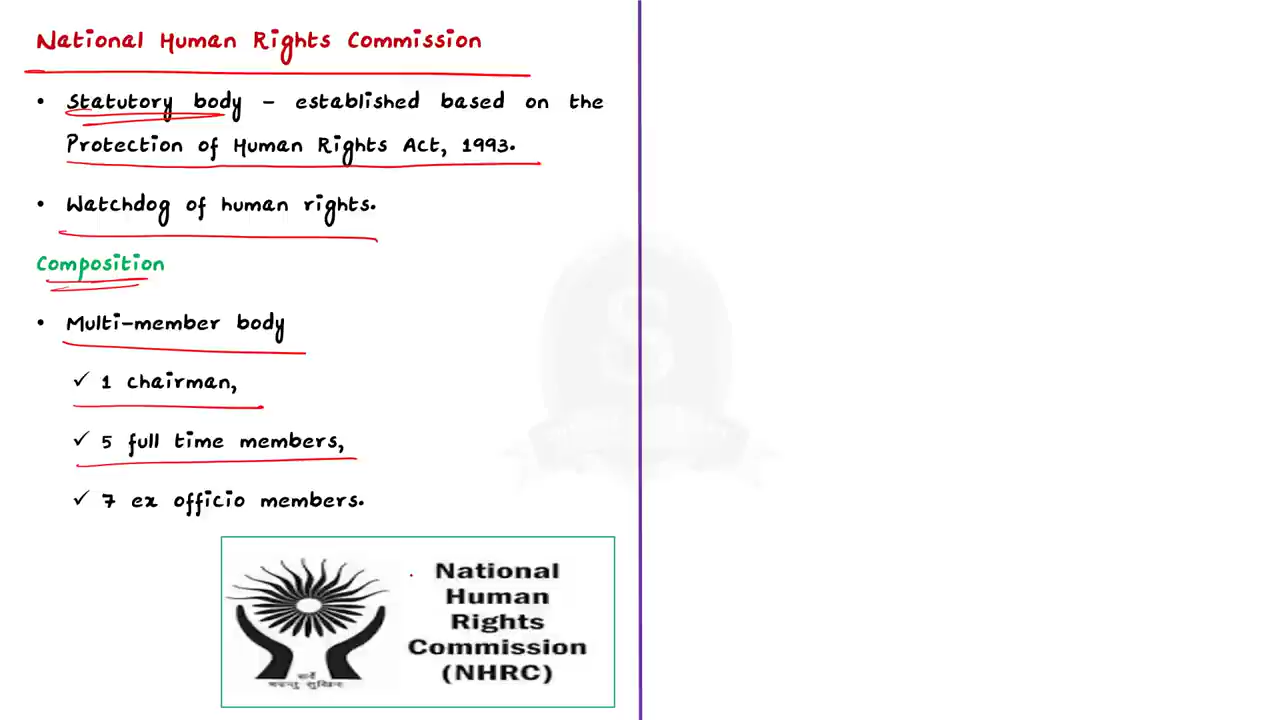 National Human Rights Commission
• Statutory body – established based on the
Protection of Human Rights Act, 1993.
• Watchdog of human rights.
Composition
• Multi-member body
✓ 1 chairman,
✓ 5 full time members,
✓ 7 ex officio members.
National
Human
Rights
Commission
(NHRC)
सर्वे
भवन्तु सुखिनः